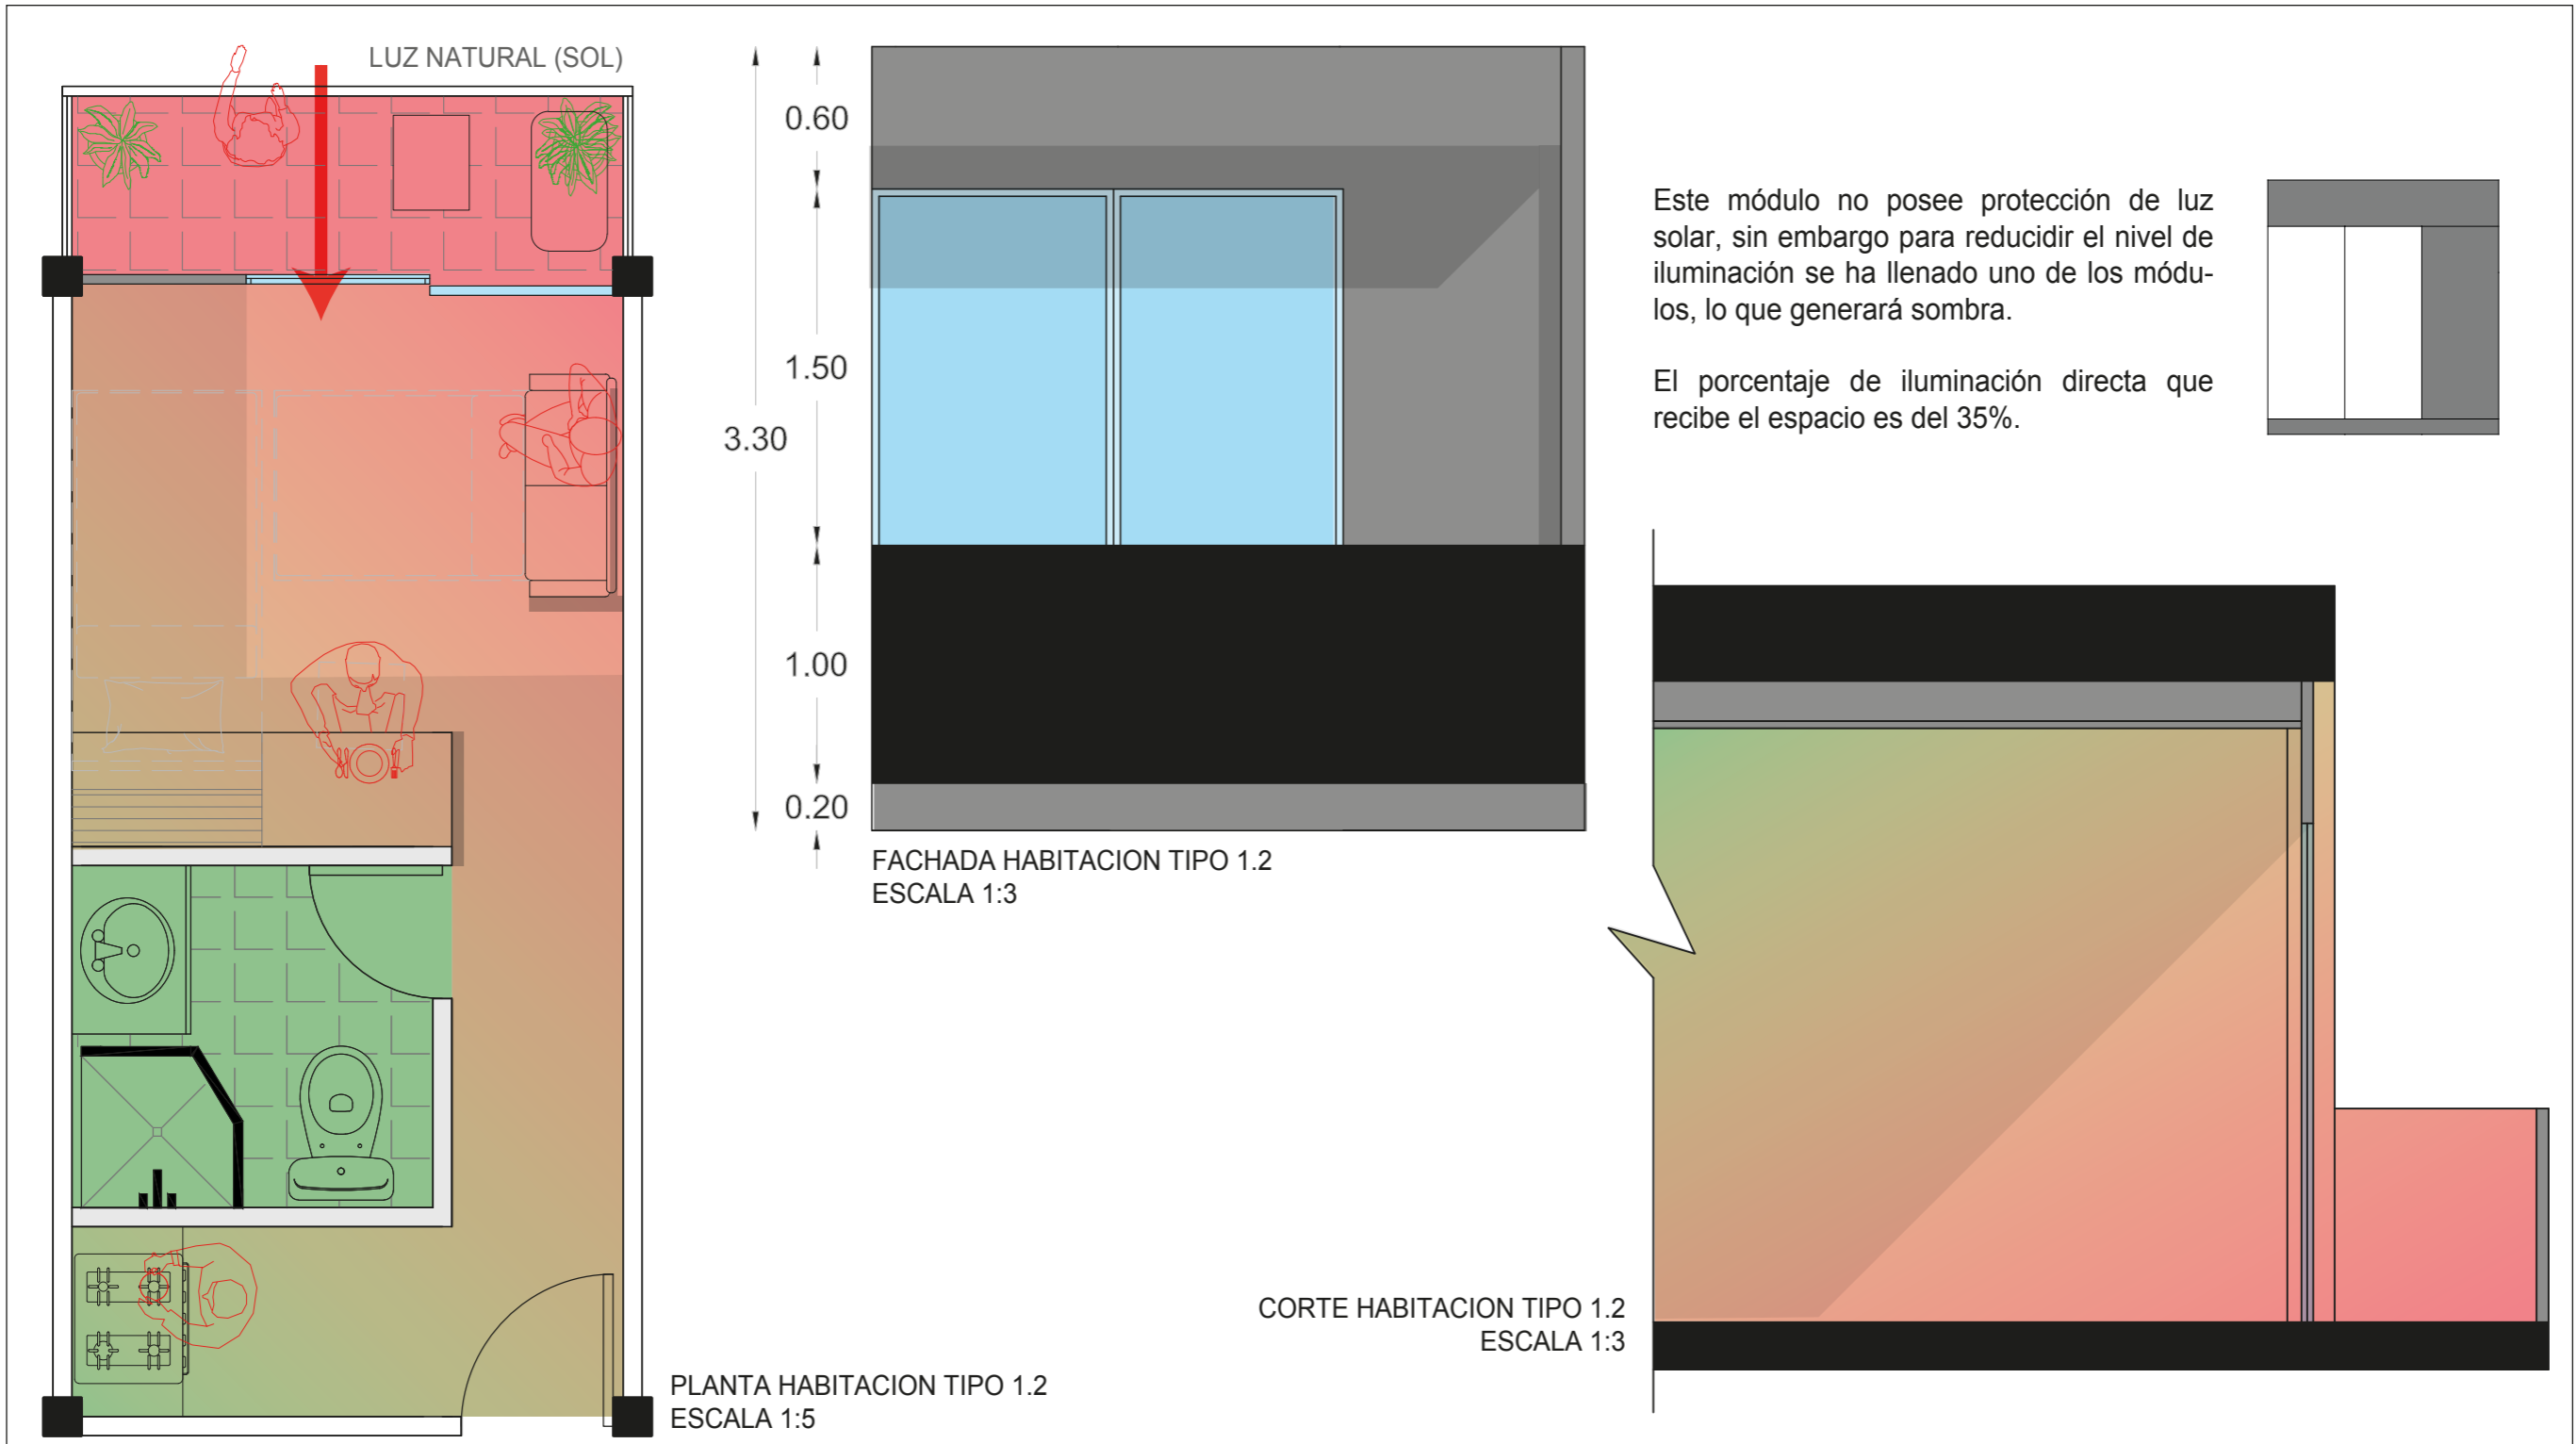 LUZ NATURAL (SOL)
0.60
1.50
3.30
1.00
0.20
FACHADA HABITACION TIPO 1.2
ESCALA 1:3
Este módulo no posee protección de luz
solar, sin embargo para reducidir el nivel de
iluminación se ha llenado uno de los módu-
los, lo que generará sombra.
El porcentaje de iluminación directa que
recibe el espacio es del 35%.
CORTE HABITACION TIPO 1.2
ESCALA 1:3
PLANTA HABITACION TIPO 1.2
ESCALA 1:5